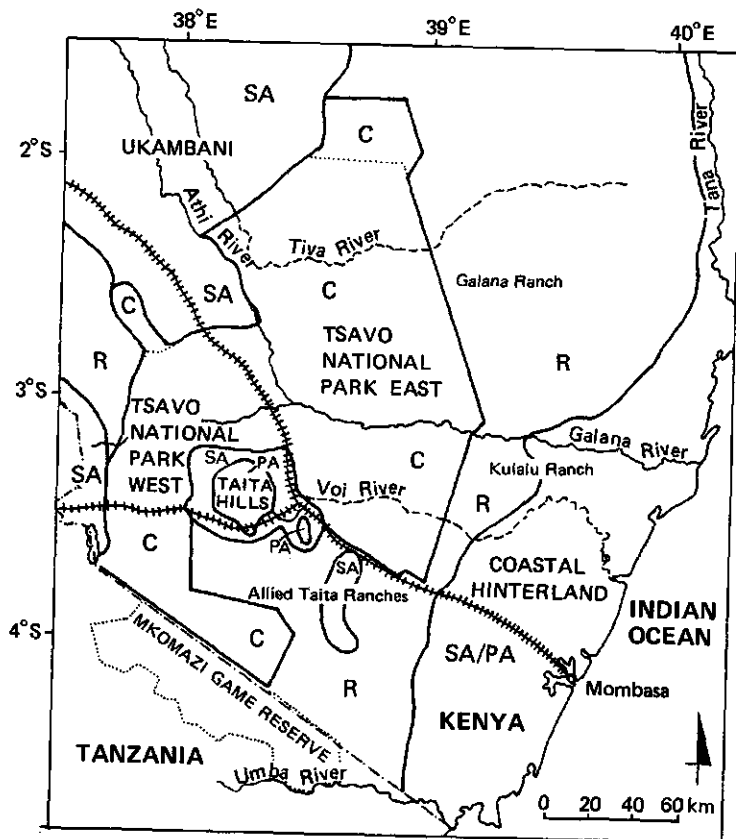 38°E
39°E
40°E
2°S
3°S
4°S
SA
C
UKAMBANI
Athi River
Tana River
Tiva River
Galana Ranch
C
SA
C
R
TSAVO
NATIONAL
PARK EAST
R
TSAVO
NATIONAL
PARK
WEST
SA
PA
TAITA
HILLS
SA
C
Galana River
Voi River
Kulalu Ranch
R
PA
SA
C
COASTAL
HINTERLAND
Allied Taita Ranches
INDIAN
OCEAN
C
SA/PA
MKOMAZI GAME RESERVE
R
Mombasa
KENYA
TANZANIA
Umba River
0 20 40 60 km